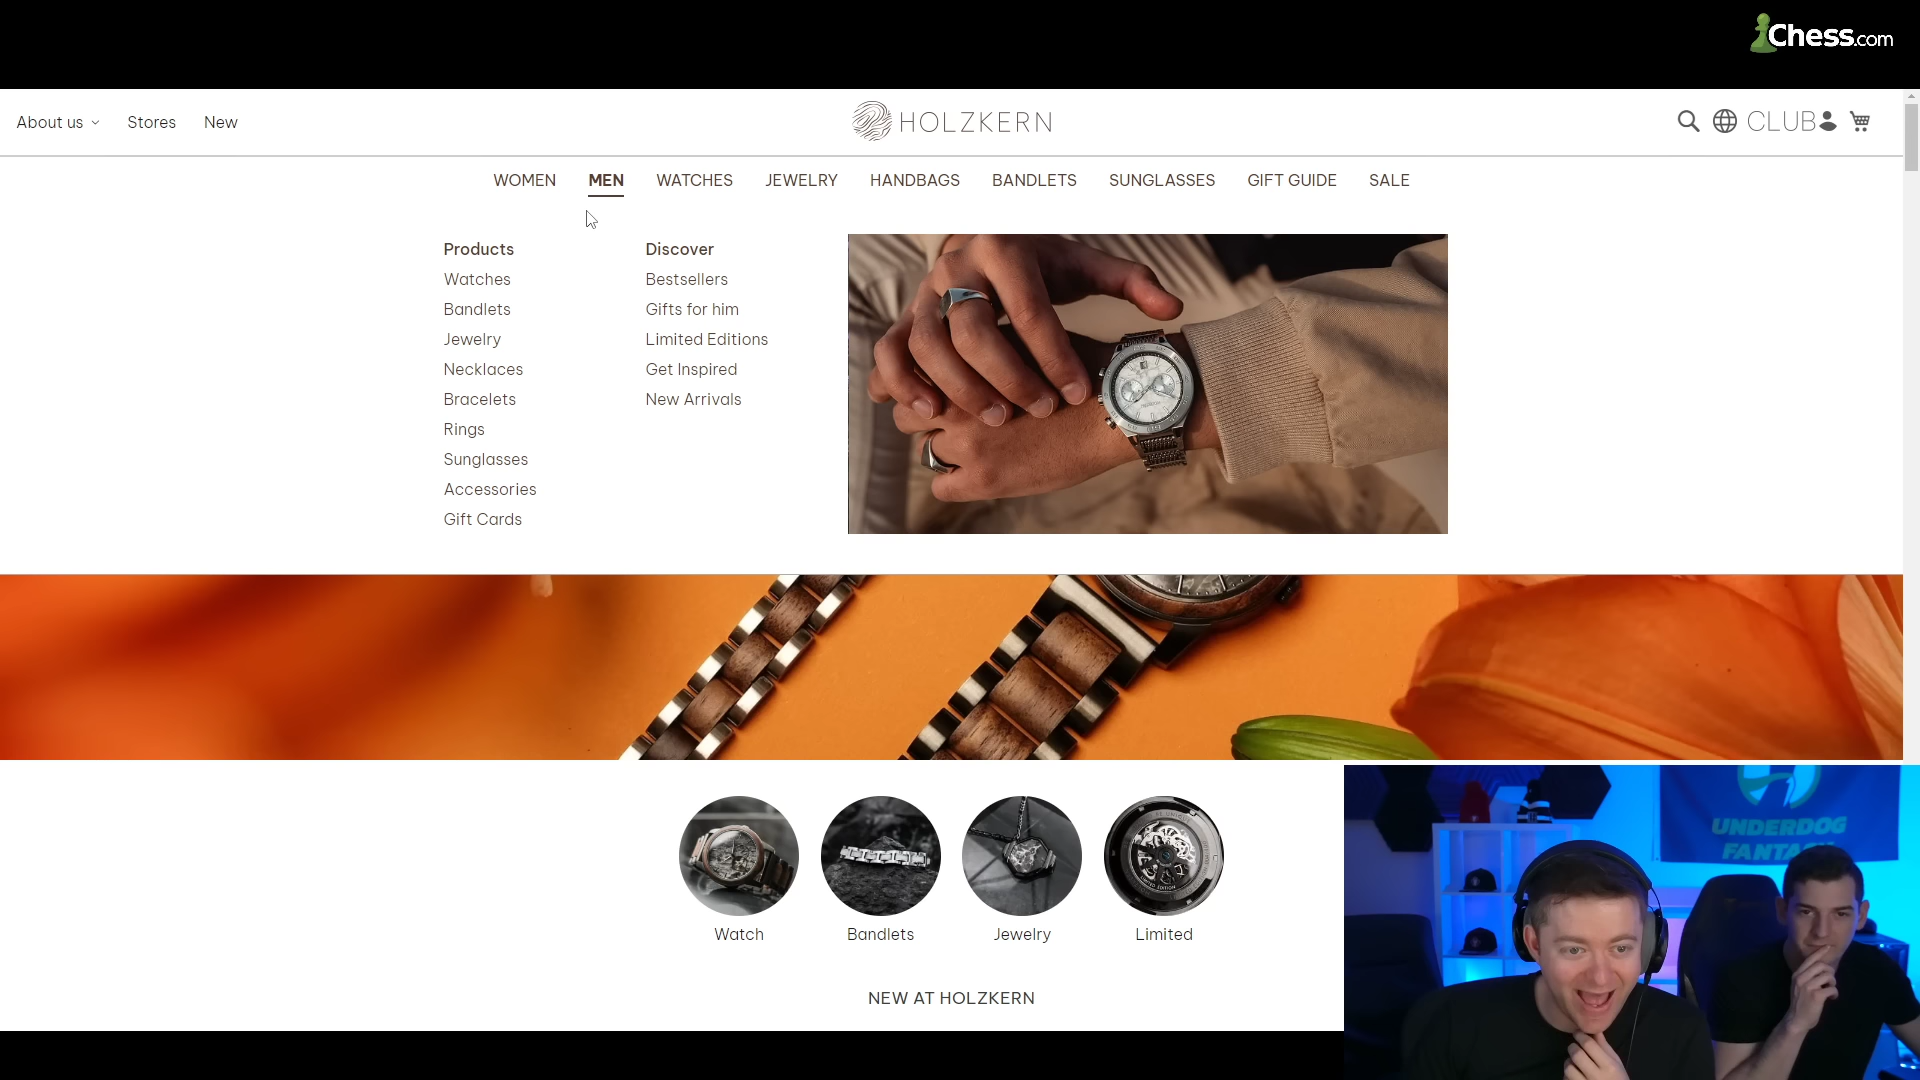 Chess.com
About us
Stores
New
HOLZKERN
CLUB
WOMEN
MEN
WATCHES
JEWELRY
HANDBAGS
BANDLETS
SUNGLASSES
GIFT GUIDE
SALE
Products
Watches
Bandlets
Jewelry
Necklaces
Bracelets
Rings
Sunglasses
Accessories
Gift Cards
Discover
Bestsellers
Gifts for him
Limited Editions
Get Inspired
New Arrivals
Watch
Bandlets
Jewelry
Limited
NEW AT HOLZKERN
UNDERDOG
FANTASY